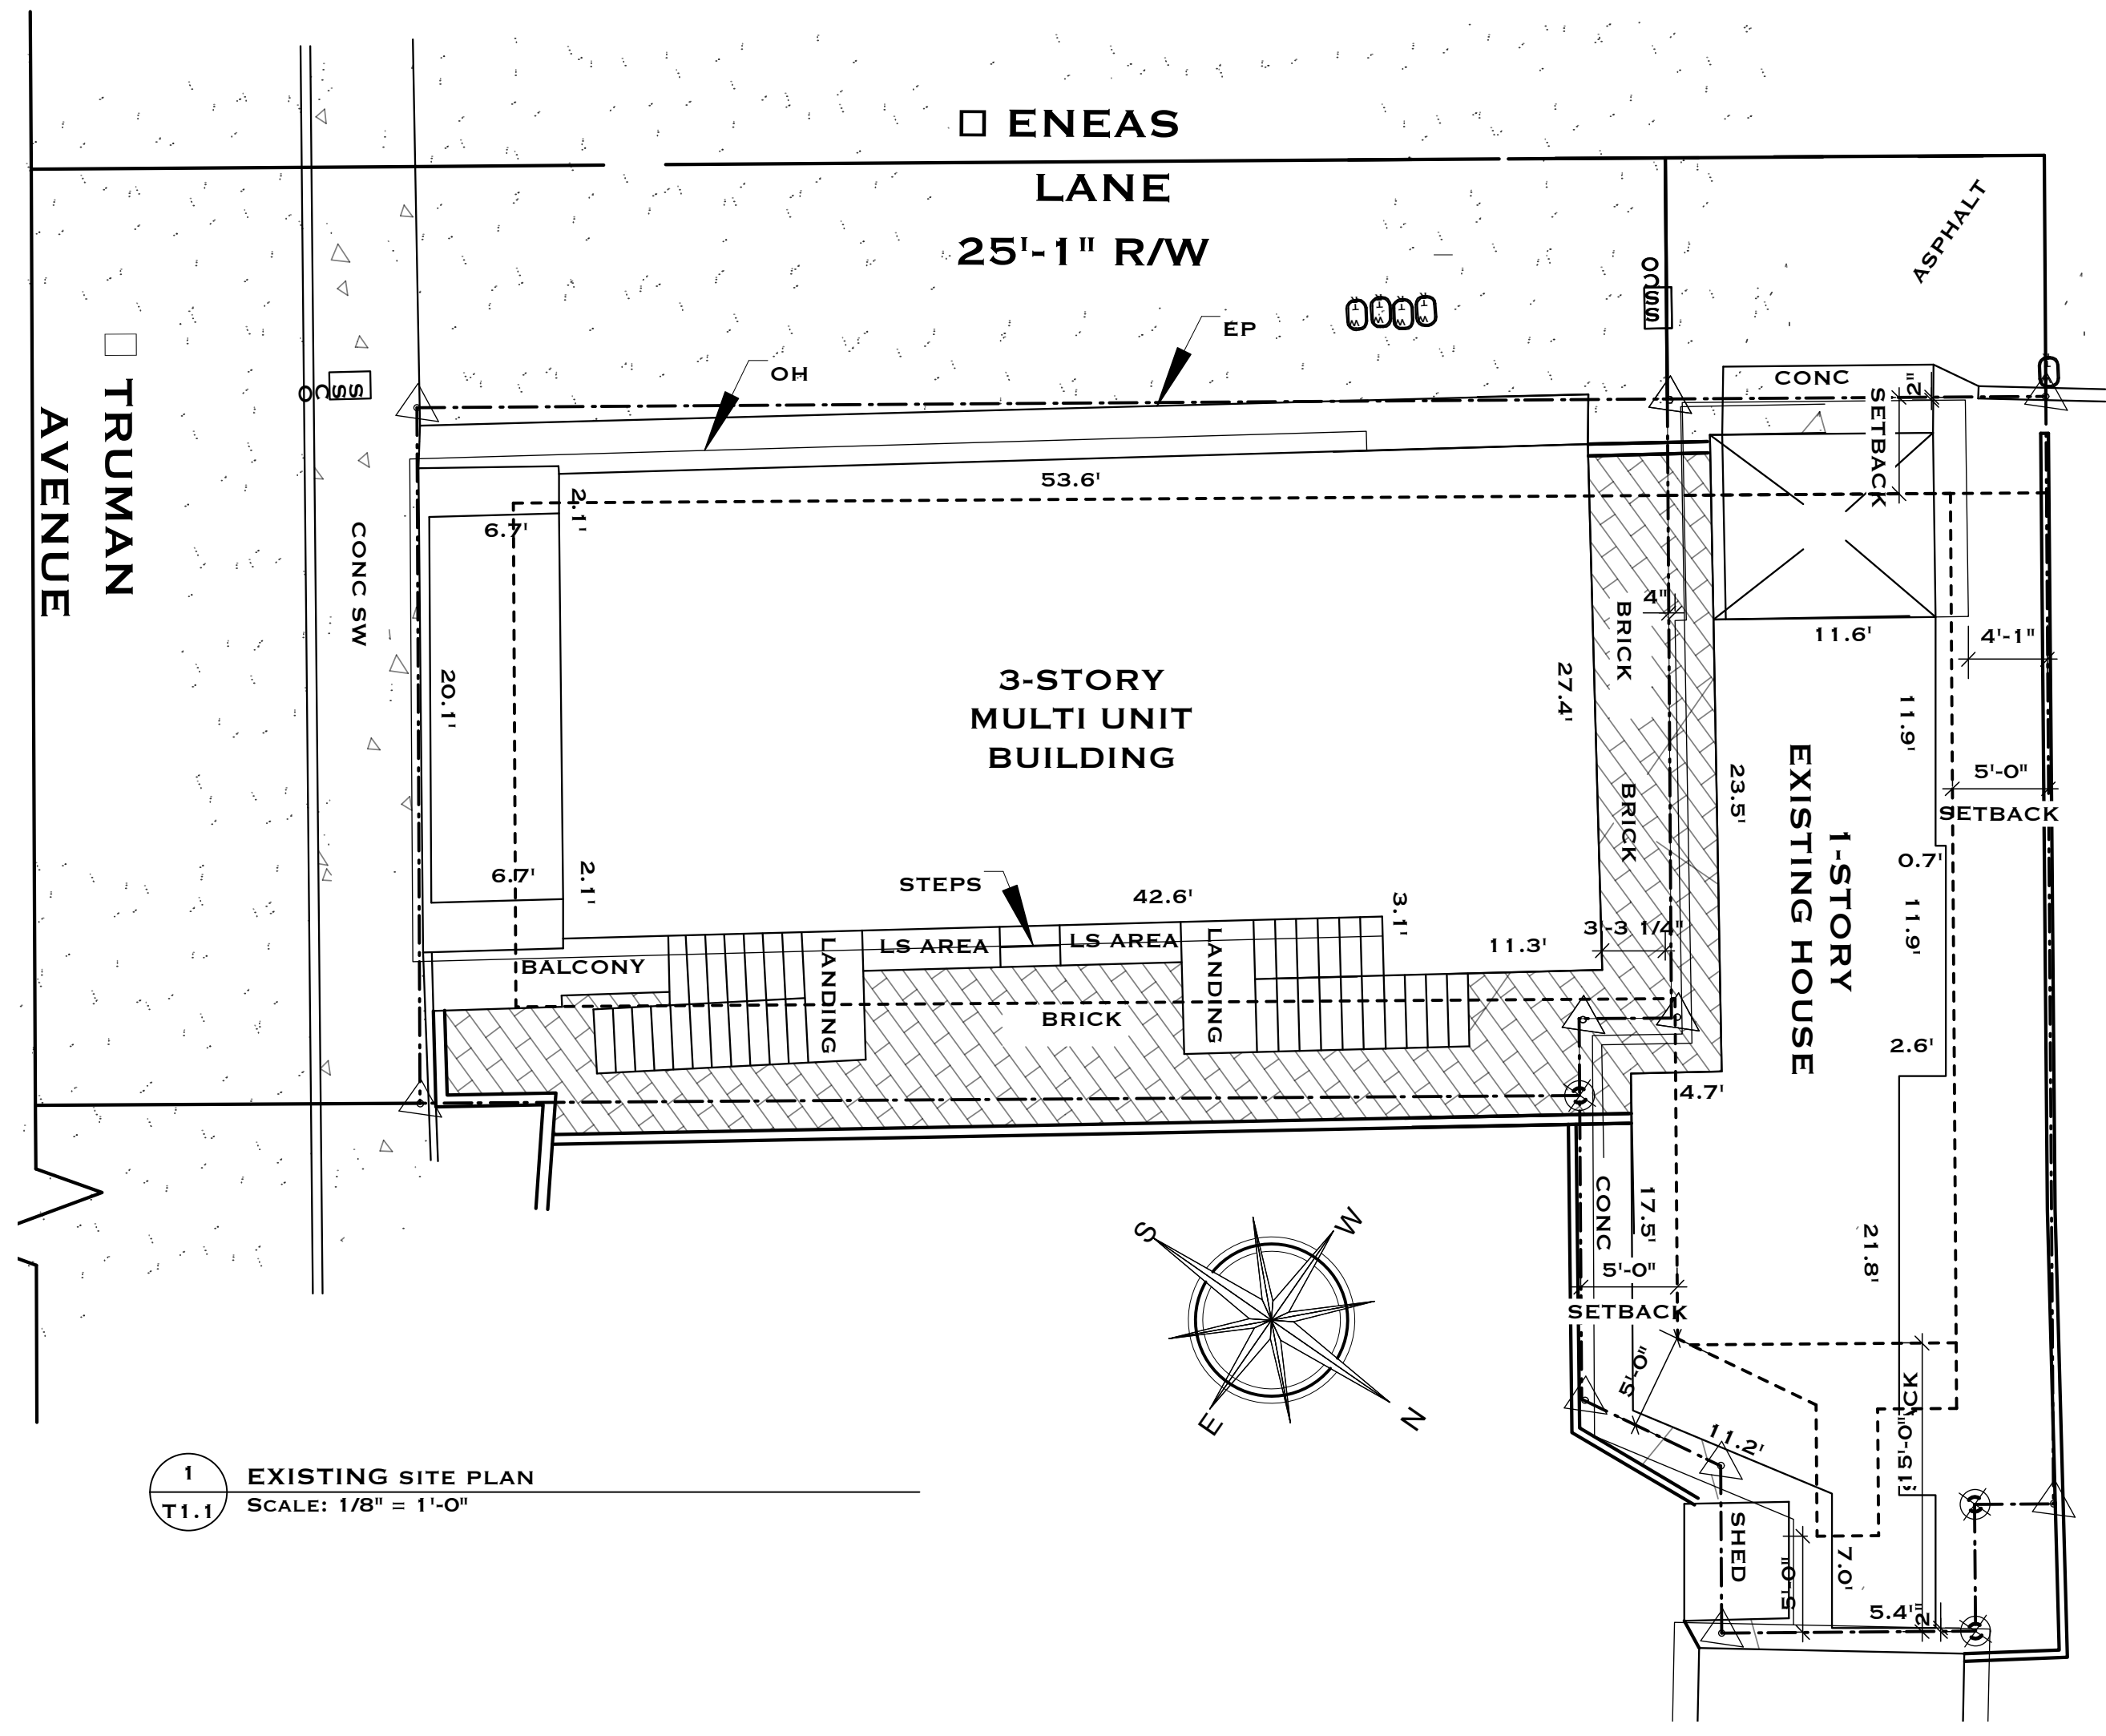 ENEAS
LANE
25'-1" R/W
ASPHALT
TRUMAN
AVENUE
CO
SS
CO
SS
EP
OH
CONC
SETBACK
2"
CONC SW
53.6'
2.1'
6.7'
20.1'
6.7'
2.1'
3-STORY
MULTI UNIT
BUILDING
27.4'
BRICK
4"
BRICK
11.6'
4'-1"
11.9'
23.5'
5'-0"
SETBACK
1-STORY
EXISTING HOUSE
0.7'
11.9'
2.6'
STEPS
42.6'
3.1'
11.3'
3'-3 1/4"
BALCONY
LANDING
LS AREA
LS AREA
LANDING
BRICK
4.7'
CONC
17.5'
5'-0"
SETBACK
21.8'
5'-0"
11.2'
15'-0"
SHED
5'-0"
7.0'
5.4'
2"
S
W
E
N
1
T1.1
EXISTING SITE PLAN
SCALE: 1/8" = 1'-0"